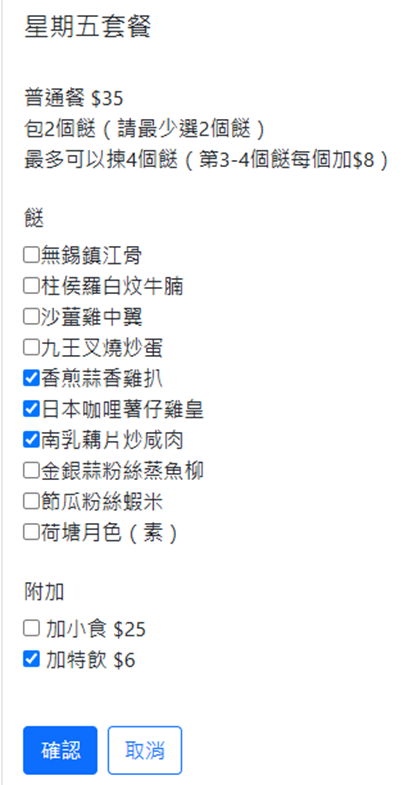 星期五套餐
普通餐 $35
包2個餸（請最少選2個餸）
最多可以揀4個餸（第3-4個餸每個加$8）
餸
無錫鎮江骨
柱侯羅白炆牛腩
沙薑雞中翼
九王叉燒炒蛋
香煎蒜香雞扒
日本咖哩薯仔雞皇
南乳藕片炒咸肉
金銀蒜粉絲蒸魚柳
節瓜粉絲蝦米
荷塘月色（素）
附加
加小食 $25
加特飲 $6
確認 取消